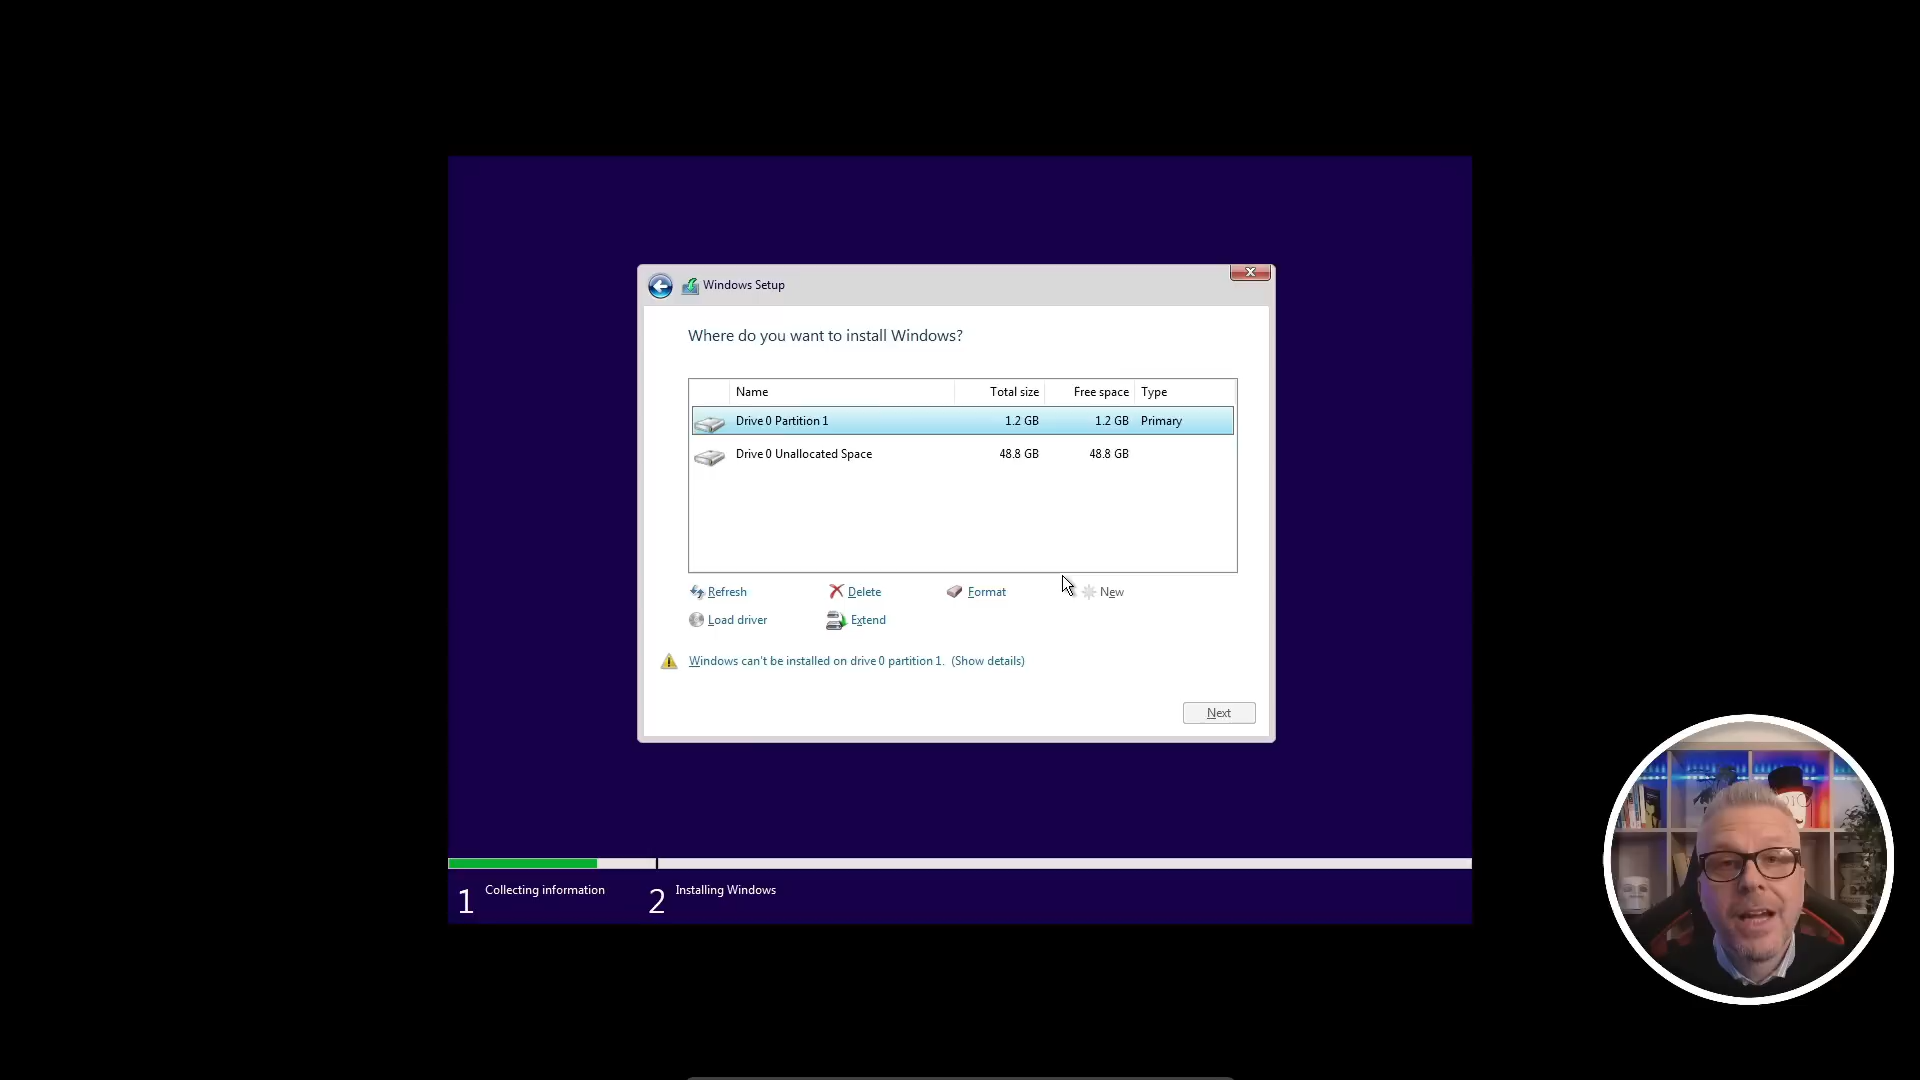 Windows Setup
Where do you want to install Windows?
Name Total size Free space Type
Drive 0 Partition 1 1.2 GB 1.2 GB Primary
Drive 0 Unallocated Space 48.8 GB 48.8 GB
Refresh Delete Format New
Load driver Extend
Windows can't be installed on drive 0 partition 1. (Show details)
Next
1 Collecting information 2 Installing Windows